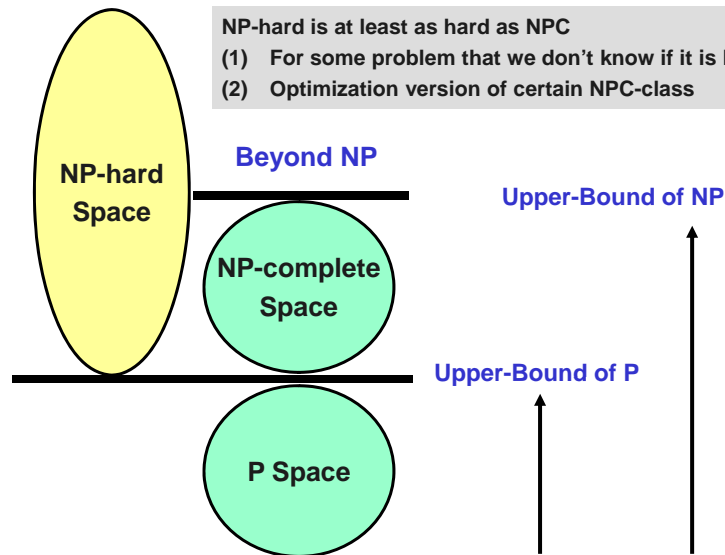 NP-hard is at least as hard as NPC
(1) For some problem that we don't know if it is
(2) Optimization version of certain NPC-class
Beyond NP
NP-hard
Space
Upper-Bound of NP
NP-complete
Space
Upper-Bound of P
P Space